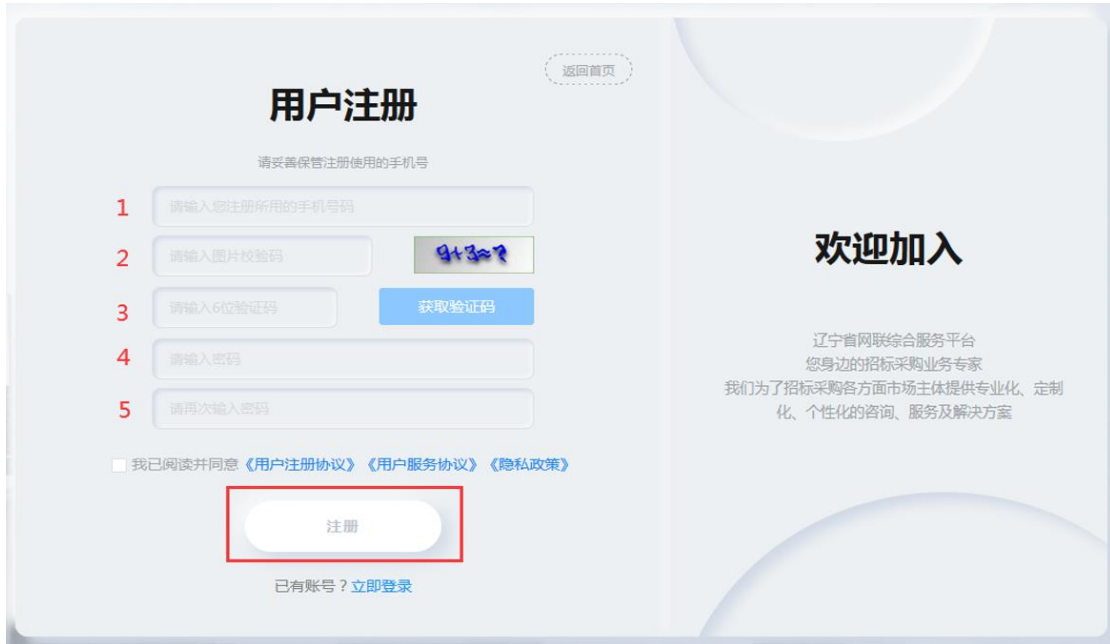 返回首页
用户注册
请妥善保管注册使用的手机号
1 请输入您注册所用的手机号码
2 请输入图片校验码 9+3≈?
3 请输入6位验证码 获取验证码
4 请输入密码
5 请再次输入密码
我已阅读并同意《用户注册协议》《用户服务协议》《隐私政策》
注册
已有账号？立即登录
欢迎加入
辽宁省网联综合服务平台
您身边的招标采购业务专家
我们为了招标采购各方面市场主体提供专业化、定制
化、个性化的咨询、服务及解决方案